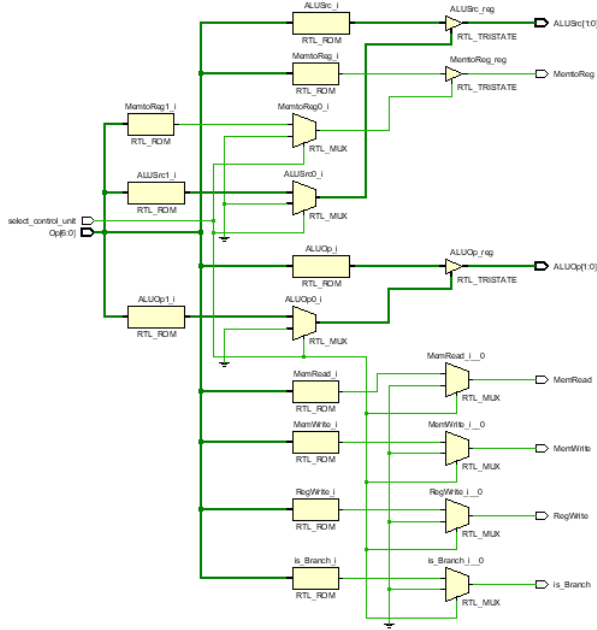 ALUSrc_i
ALUSrc_reg
ALUSrc[1:0]
RTL_ROM
RTL_TRISTATE
MemtoReg_i
MemtoReg_reg
MemtoReg
RTL_ROM
RTL_TRISTATE
MemtoReg1_i
MemtoReg0_i
RTL_ROM
RTL_MUX
ALUSrc1_i
ALUSrc0_i
RTL_ROM
RTL_MUX
select_control_unit
Op[6:0]
ALUOp_i
ALUOp_reg
ALUOp[1:0]
RTL_ROM
RTL_TRISTATE
ALUOp1_i
ALUOp0_i
RTL_ROM
RTL_MUX
MemRead_i
MemRead_i__0
MemRead
RTL_ROM
RTL_MUX
MemWrite_i
MemWrite_i__0
MemWrite
RTL_ROM
RTL_MUX
RegWrite_i
RegWrite_i__0
RegWrite
RTL_ROM
RTL_MUX
is_Branch_i
is_Branch_i__0
is_Branch
RTL_ROM
RTL_MUX